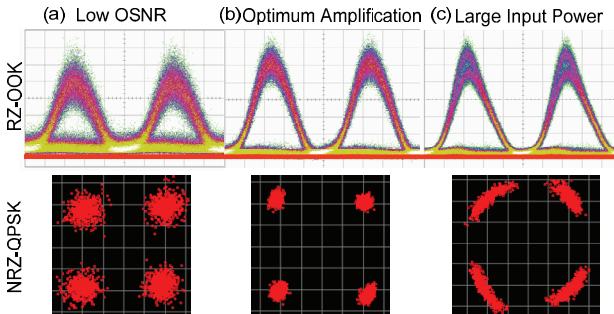 (a) Low OSNR
(b) Optimum Amplification
(c) Large Input Power
RZ-OOK
NRZ-QPSK